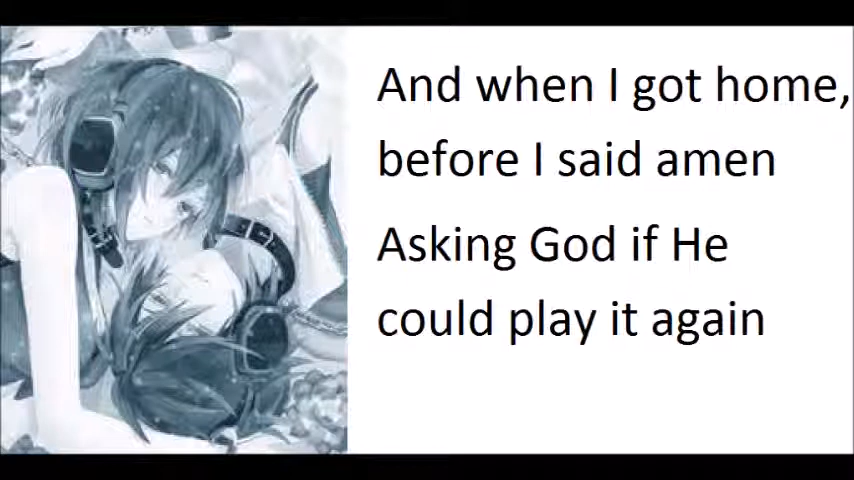 And when I got home,
before I said amen
Asking God if He
could play it again